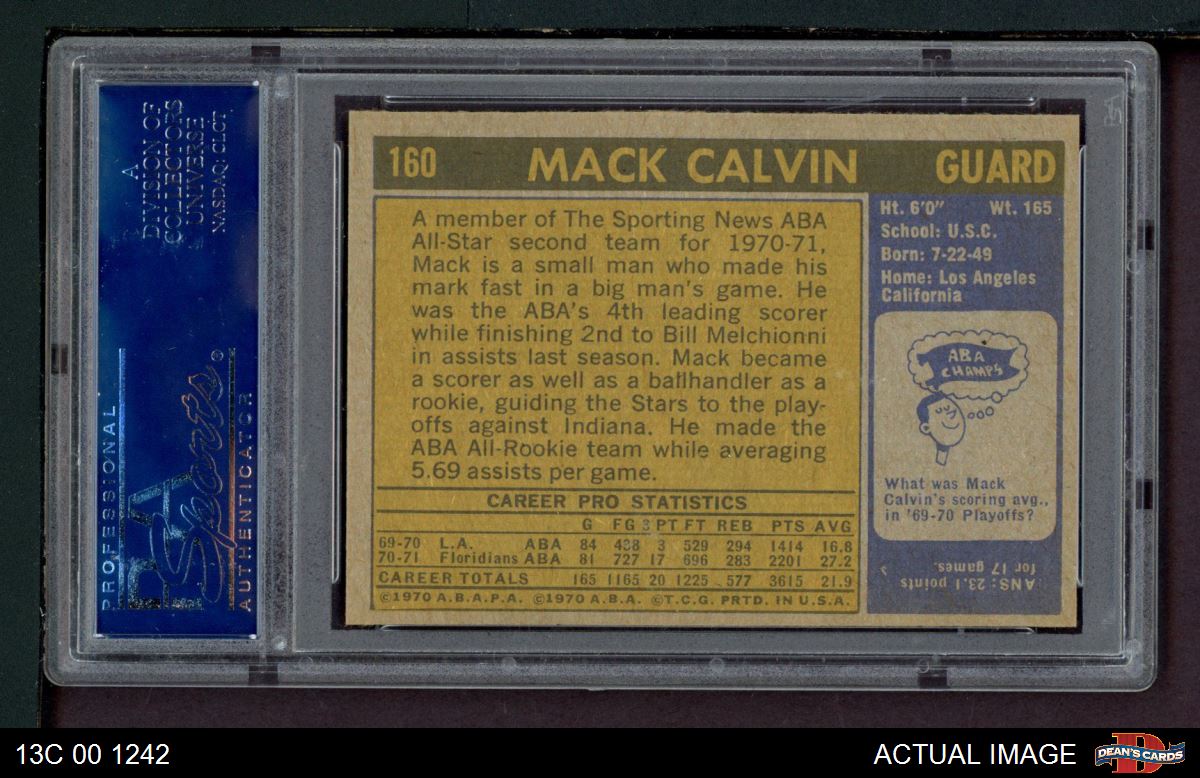 A
DIVISION OF
COLLECTORS
UNIVERSE
NASDAQ: CLCT
PROFESSIONAL
PSA
Sports®
AUTHENTICATOR
160 MACK CALVIN GUARD
A member of The Sporting News ABA
All-Star second team for 1970-71,
Mack is a small man who made his
mark fast in a big man's game. He
was the ABA's 4th leading scorer
while finishing 2nd to Bill Melchionni
in assists last season. Mack became
a scorer as well as a ballhandler as a
rookie, guiding the Stars to the play-
offs against Indiana. He made the
ABA All-Rookie team while averaging
5.69 assists per game.
CAREER PRO STATISTICS
G FG 3 PT FT REB PTS AVG
69-70 L.A. ABA 84 438 3 529 294 1414 16.8
70-71 Floridians ABA 81 727 17 696 283 2201 27.2
CAREER TOTALS 165 1165 20 1225 577 3615 21.9
©1970 A.B.A.P.A. ©1970 A.B.A. ©T.C.G. PRTD. IN U.S.A.
Ht. 6'0" Wt. 165
School: U.S.C.
Born: 7-22-49
Home: Los Angeles
California
ABA
CHAMPS
What was Mack
Calvin's scoring avg.,
in '69-70 Playoffs?
ANS: 23.1 points
for 17 games.
13C 00 1242
ACTUAL IMAGE
DEAN'S CARDS